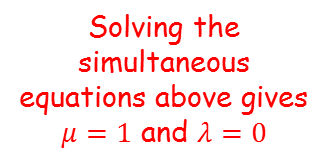 Solving the
simultaneous
equations above gives
𝜇 = 1 and 𝜆 = 0